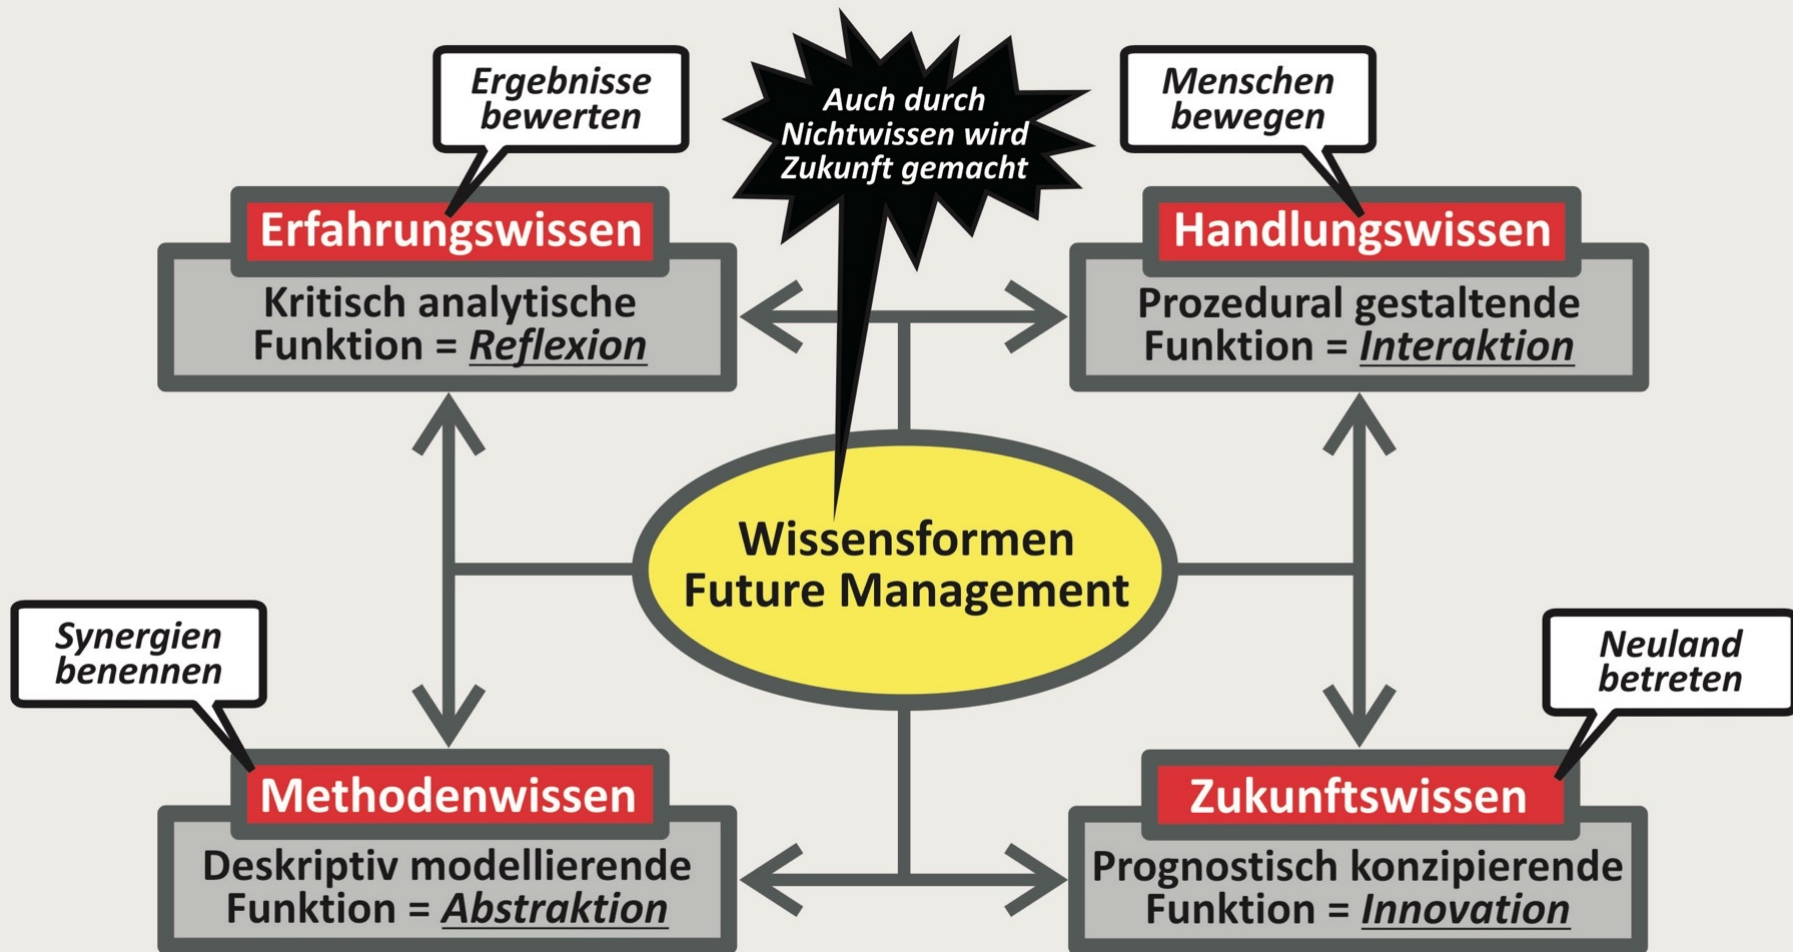 Ergebnisse
bewerten
Auch durch
Nichtwissen wird
Zukunft gemacht
Menschen
bewegen
Erfahrungswissen
Kritisch analytische
Funktion = Reflexion
Handlungswissen
Prozedural gestaltende
Funktion = Interaktion
Wissensformen
Future Management
Synergien
benennen
Neuland
betreten
Methodenwissen
Deskriptiv modellierende
Funktion = Abstraktion
Zukunftswissen
Prognostisch konzipierende
Funktion = Innovation